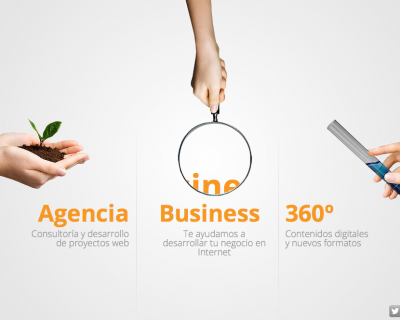 ine
Agencia
Consultoría y desarrollo
de proyectos web
Business
Te ayudamos a
desarrollar tu negocio en
Internet
360º
Contenidos digitales
y nuevos formatos